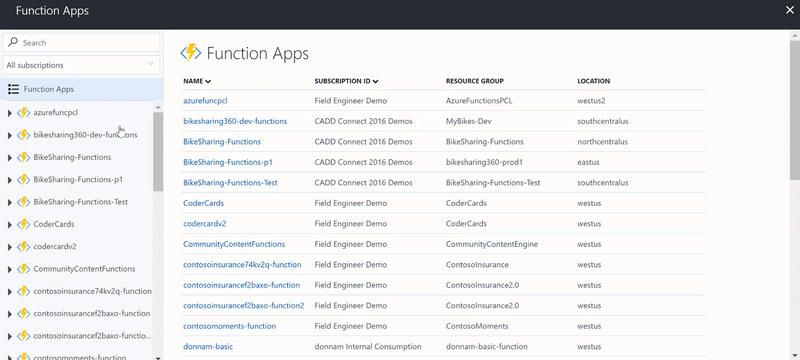 Function Apps
Search
All subscriptions
Function Apps
azurefuncpcl
bikesharing360-dev-functions
BikeSharing-Functions
BikeSharing-Functions-p1
BikeSharing-Functions-Test
CoderCards
codercardv2
CommunityContentFunctions
contosoinsurance74kv2q-function
contosoinsurancef2baxo-function
contosoinsurancef2baxo-functio...
contosomoments-function
Function Apps
NAME SUBSCRIPTION ID RESOURCE GROUP LOCATION
azurefuncpcl Field Engineer Demo AzureFunctionsPCL westus2
bikesharing360-dev-functions CADD Connect 2016 Demos MyBikes-Dev southcentralus
BikeSharing-Functions CADD Connect 2016 Demos BikeSharing-Functions northcentralus
BikeSharing-Functions-p1 CADD Connect 2016 Demos bikesharing360-prod1 eastus
BikeSharing-Functions-Test CADD Connect 2016 Demos BikeSharing-Functions-Test southcentralus
CoderCards Field Engineer Demo CoderCards westus
codercardv2 Field Engineer Demo CoderCards westus
CommunityContentFunctions Field Engineer Demo CommunityContentEngine westus
contosoinsurance74kv2q-function Field Engineer Demo ContosoInsurance westus
contosoinsurancef2baxo-function Field Engineer Demo ContosoInsurance2.0 westus
contosoinsurancef2baxo-function2 Field Engineer Demo ContosoInsurance2.0 westus
contosomoments-function Field Engineer Demo ContosoMoments westus
donnam-basic donnam Internal Consumption donnam-basic-function westus